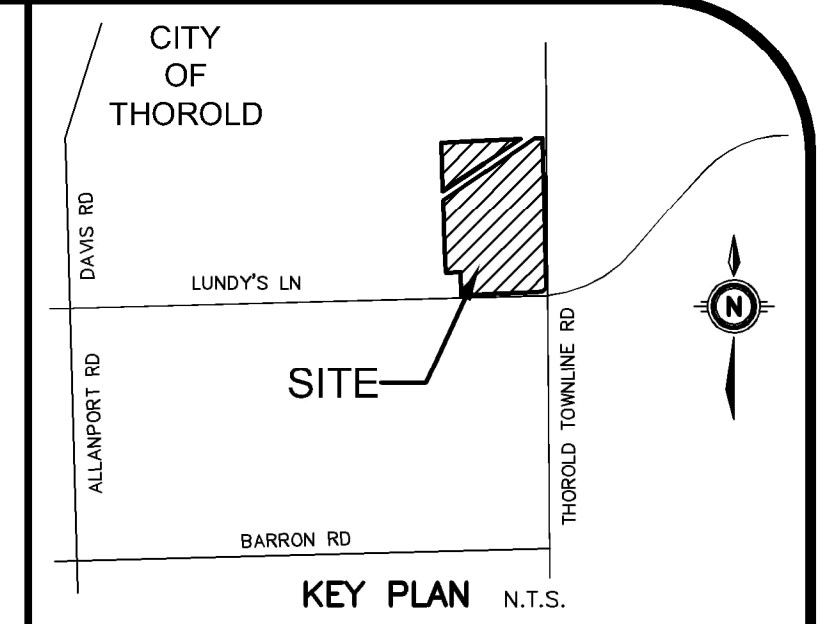 CITY
OF
THOROLD
DAVIS RD
LUNDY'S LN
N
SITE
ALLANPORT RD
THOROLD TOWNLINE RD
BARRON RD
KEY PLAN N.T.S.